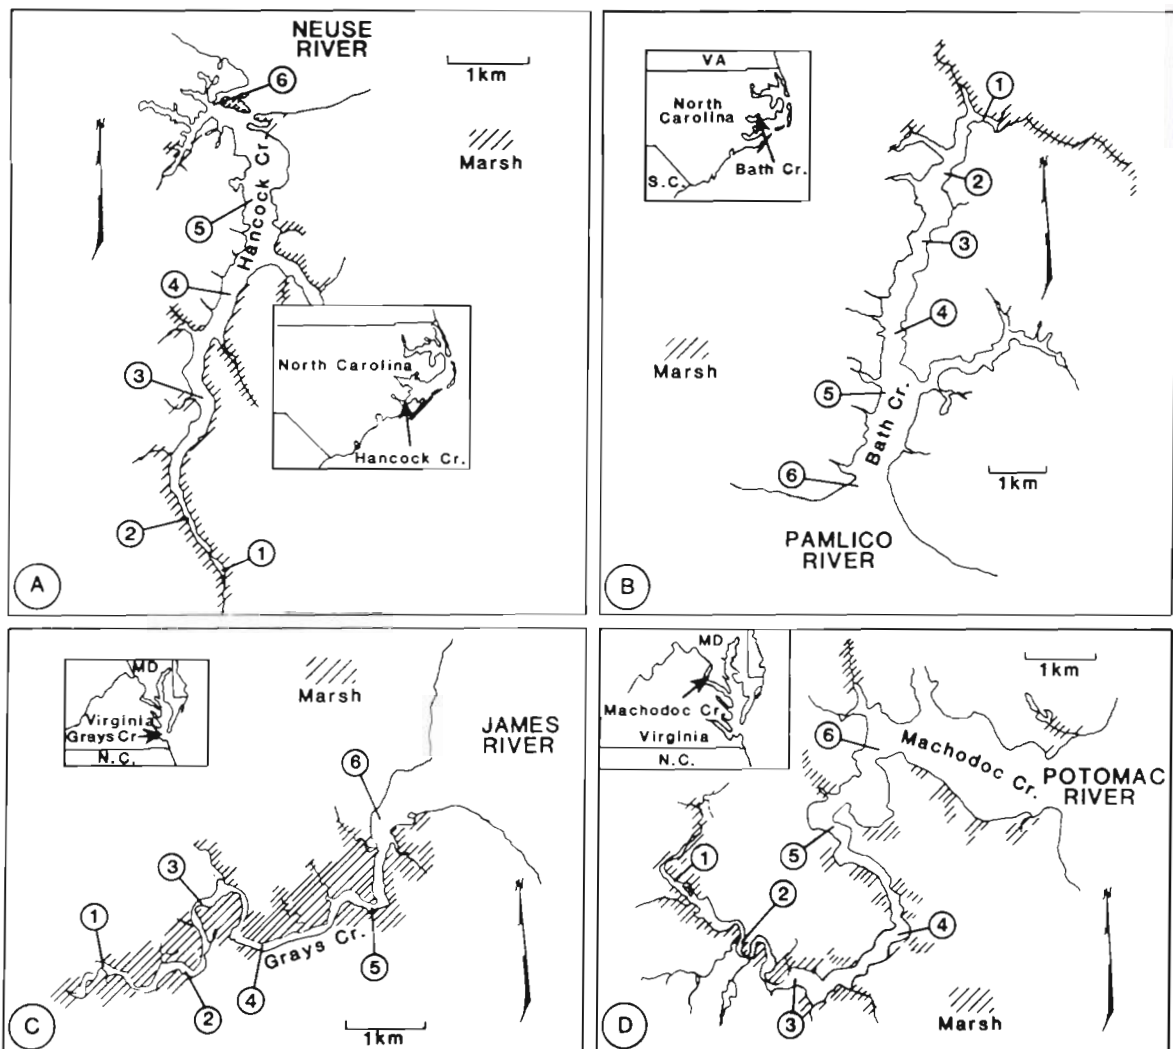 NEUSE
RIVER
6
1km
Marsh
Hancock Cr.
5
4
3
North Carolina
Hancock Cr.
2
1
A
VA
North
Carolina
S.C.
Bath Cr.
1
2
3
4
Marsh
5
Bath Cr.
6
1km
PAMLICO
RIVER
B
MD
Virginia
Grays Cr
N.C.
Marsh
JAMES
RIVER
6
3
1
Grays Cr.
5
2
4
1km
C
MD
Machodoc Cr.
Virginia
N.C.
1km
6
Machodoc Cr.
POTOMAC
RIVER
5
1
2
4
3
Marsh
D